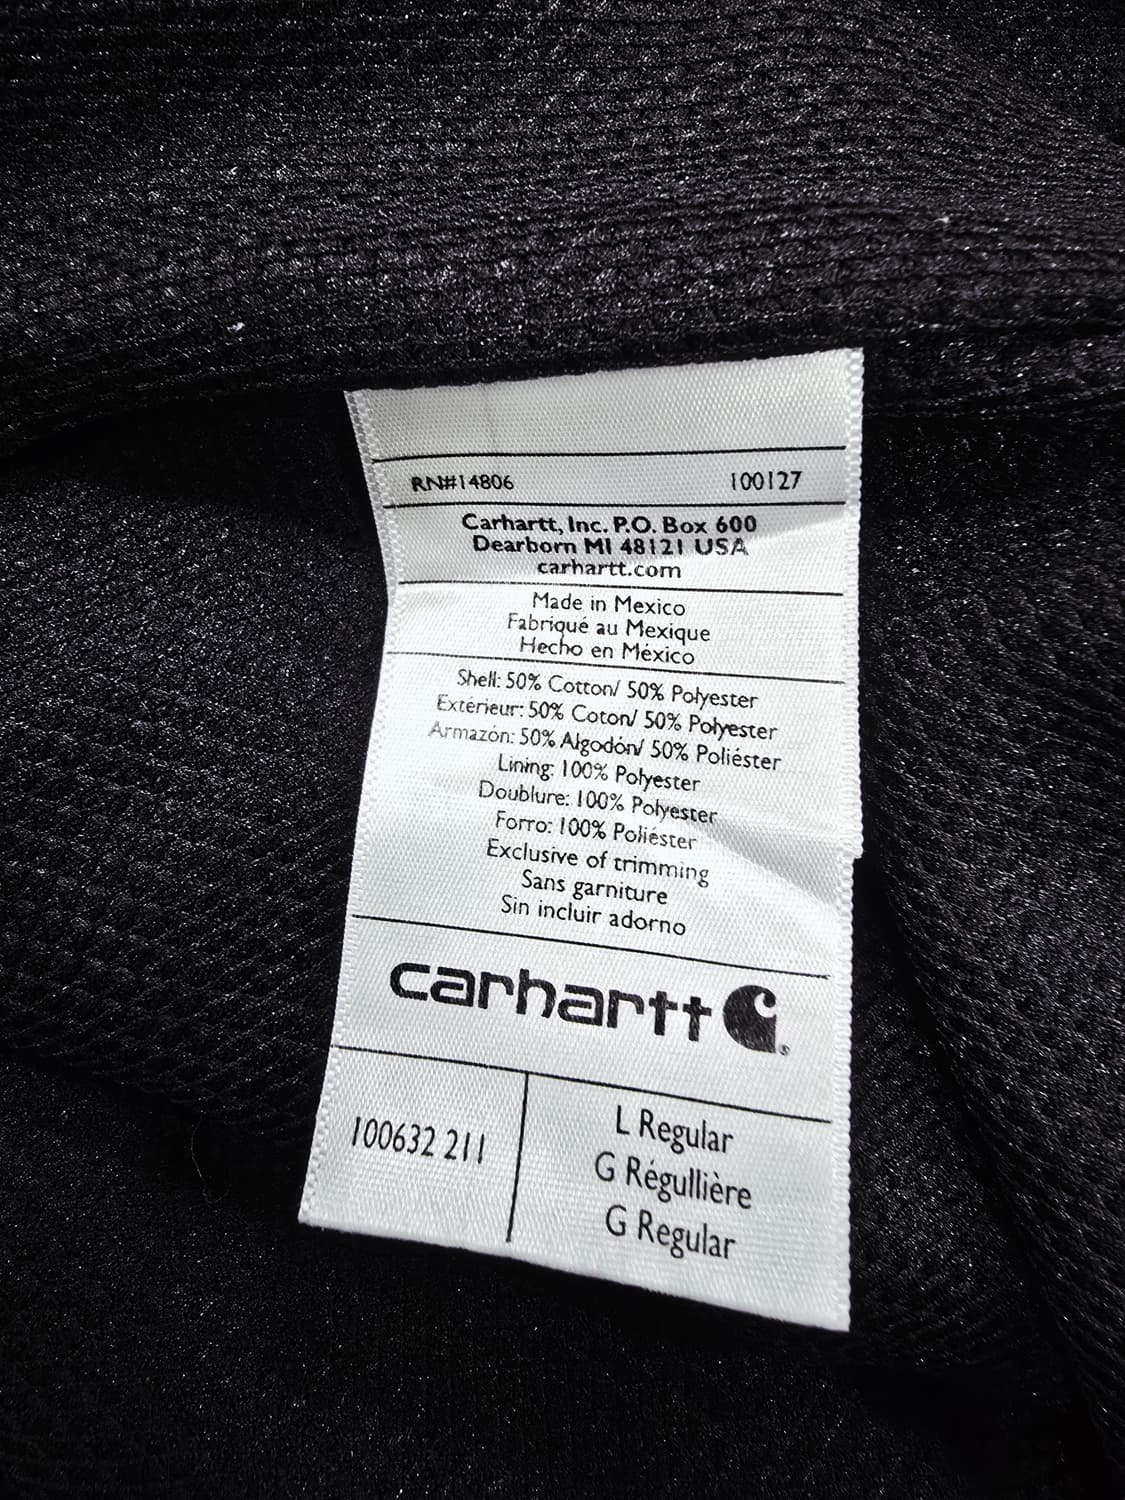 RN#14806 100127
Carhartt, Inc. P.O. Box 600
Dearborn MI 48121 USA
carhartt.com
Made in Mexico
Fabriqué au Mexique
Hecho en México
Shell: 50% Cotton/ 50% Polyester
Extérieur: 50% Coton/ 50% Polyester
Armazón: 50% Algodón/ 50% Poliéster
Lining: 100% Polyester
Doublure: 100% Polyester
Forro: 100% Poliéster
Exclusive of trimming
Sans garniture
Sin incluir adorno
carhartt
100632 211
L Regular
G Régullière
G Regular